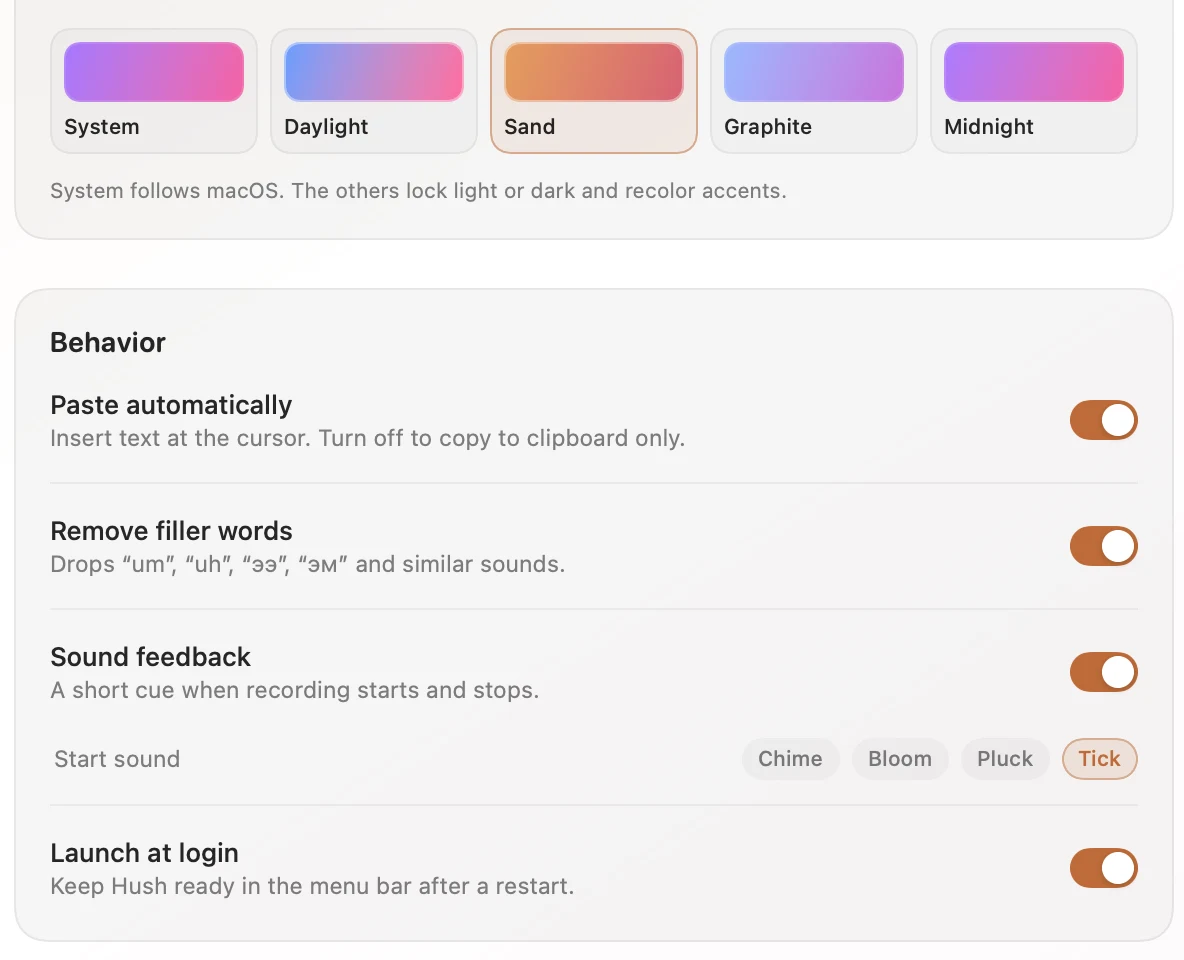 System
Daylight
Sand
Graphite
Midnight
System follows macOS. The others lock light or dark and recolor accents.
Behavior
Paste automatically
Insert text at the cursor. Turn off to copy to clipboard only.
Remove filler words
Drops “um”, “uh”, “ээ”, “эм” and similar sounds.
Sound feedback
A short cue when recording starts and stops.
Start sound
Chime
Bloom
Pluck
Tick
Launch at login
Keep Hush ready in the menu bar after a restart.